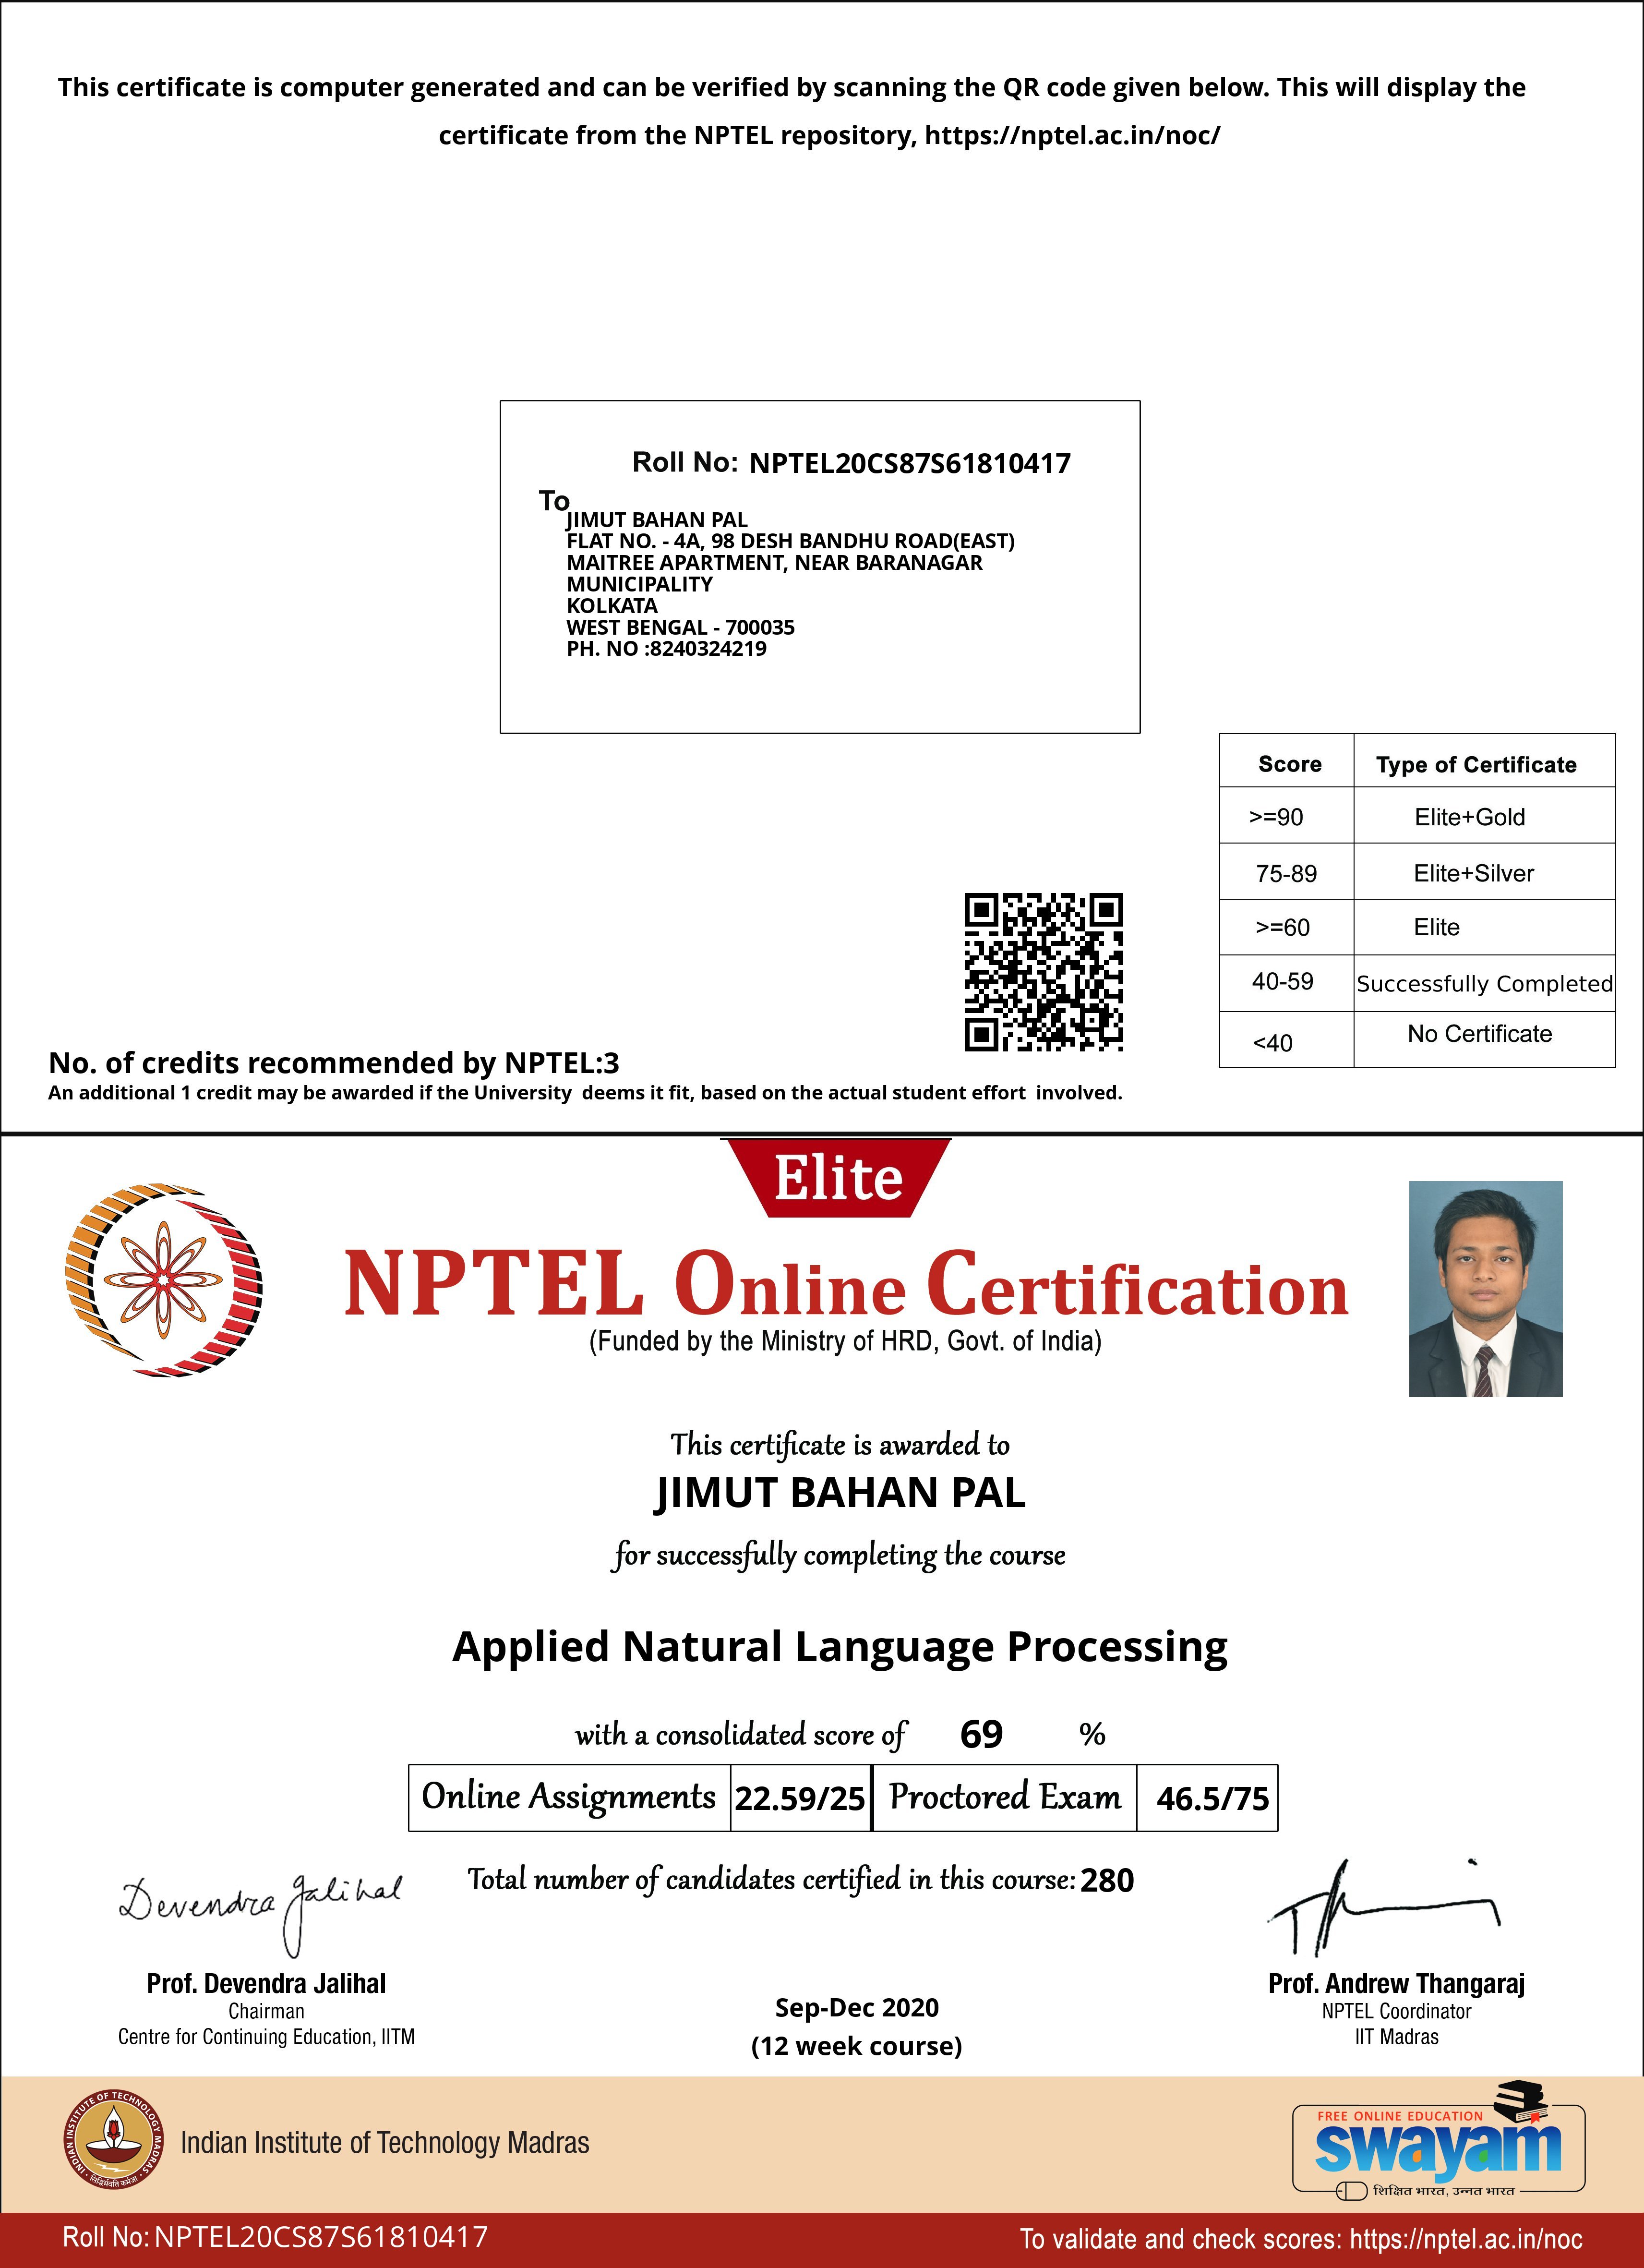 This certificate is computer generated and can be verified by scanning the QR code given below. This will display the
certificate from the NPTEL repository, https://nptel.ac.in/noc/
Roll No: NPTEL20CS87S61810417
To
JIMUT BAHAN PAL
FLAT NO. - 4A, 98 DESH BANDHU ROAD(EAST)
MAITREE APARTMENT, NEAR BARANAGAR
MUNICIPALITY
KOLKATA
WEST BENGAL - 700035
PH. NO :8240324219
Score Type of Certificate
>=90 Elite+Gold
75-89 Elite+Silver
>=60 Elite
40-59 Successfully Completed
<40 No Certificate
No. of credits recommended by NPTEL:3
An additional 1 credit may be awarded if the University deems it fit, based on the actual student effort involved.
Elite
NPTEL Online Certification
(Funded by the Ministry of HRD, Govt. of India)
This certificate is awarded to
JIMUT BAHAN PAL
for successfully completing the course
Applied Natural Language Processing
with a consolidated score of 69 %
Online Assignments 22.59/25 Proctored Exam 46.5/75
Total number of candidates certified in this course: 280
Devendra Jalihal
Prof. Devendra Jalihal
Chairman
Centre for Continuing Education, IITM
Sep-Dec 2020
(12 week course)
Prof. Andrew Thangaraj
NPTEL Coordinator
IIT Madras
INDIAN INSTITUTE OF TECHNOLOGY MADRAS
सिद्धिर्भवति कर्मजा
Indian Institute of Technology Madras
FREE ONLINE EDUCATION
swayam
शिक्षित भारत, उन्नत भारत
Roll No: NPTEL20CS87S61810417
To validate and check scores: https://nptel.ac.in/noc